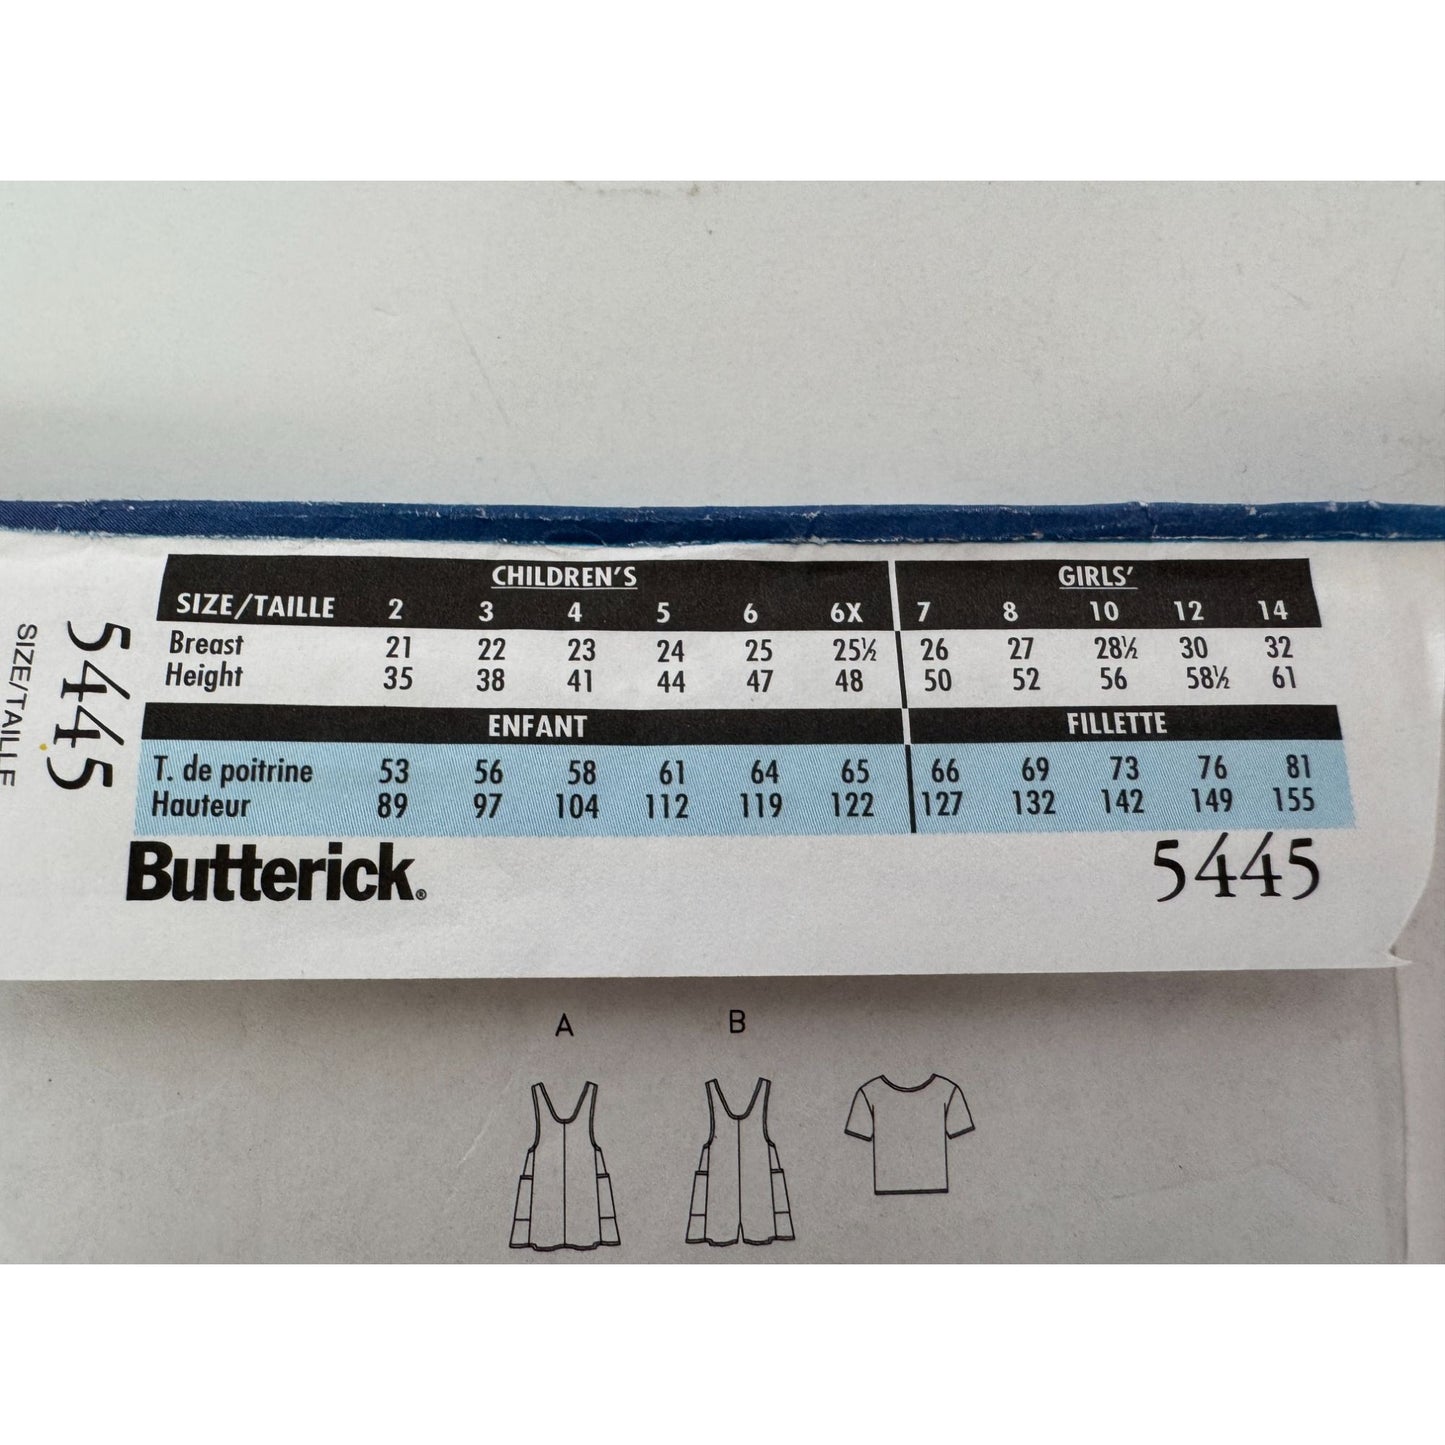 CHILDREN'S GIRLS'
SIZE/TAILLE 2 3 4 5 6 6X 7 8 10 12 14
Breast 21 22 23 24 25 25½ 26 27 28½ 30 32
Height 35 38 41 44 47 48 50 52 56 58½ 61
ENFANT FILLETTE
T. de poitrine 53 56 58 61 64 65 66 69 73 76 81
Hauteur 89 97 104 112 119 122 127 132 142 149 155
Butterick® 5445
5445
SIZE/TAILLE
A B